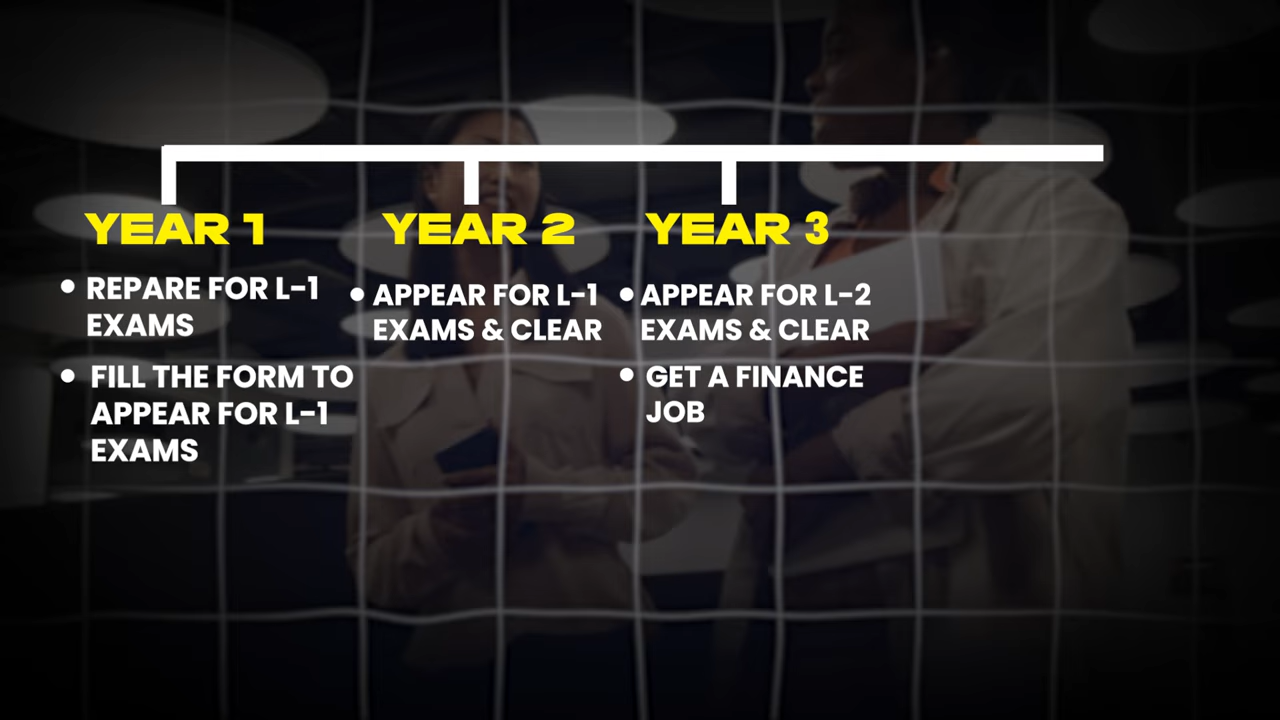 YEAR 1
• REPARE FOR L-1
EXAMS
• FILL THE FORM TO
APPEAR FOR L-1
EXAMS
YEAR 2
• APPEAR FOR L-1
EXAMS & CLEAR
YEAR 3
• APPEAR FOR L-2
EXAMS & CLEAR
• GET A FINANCE
JOB